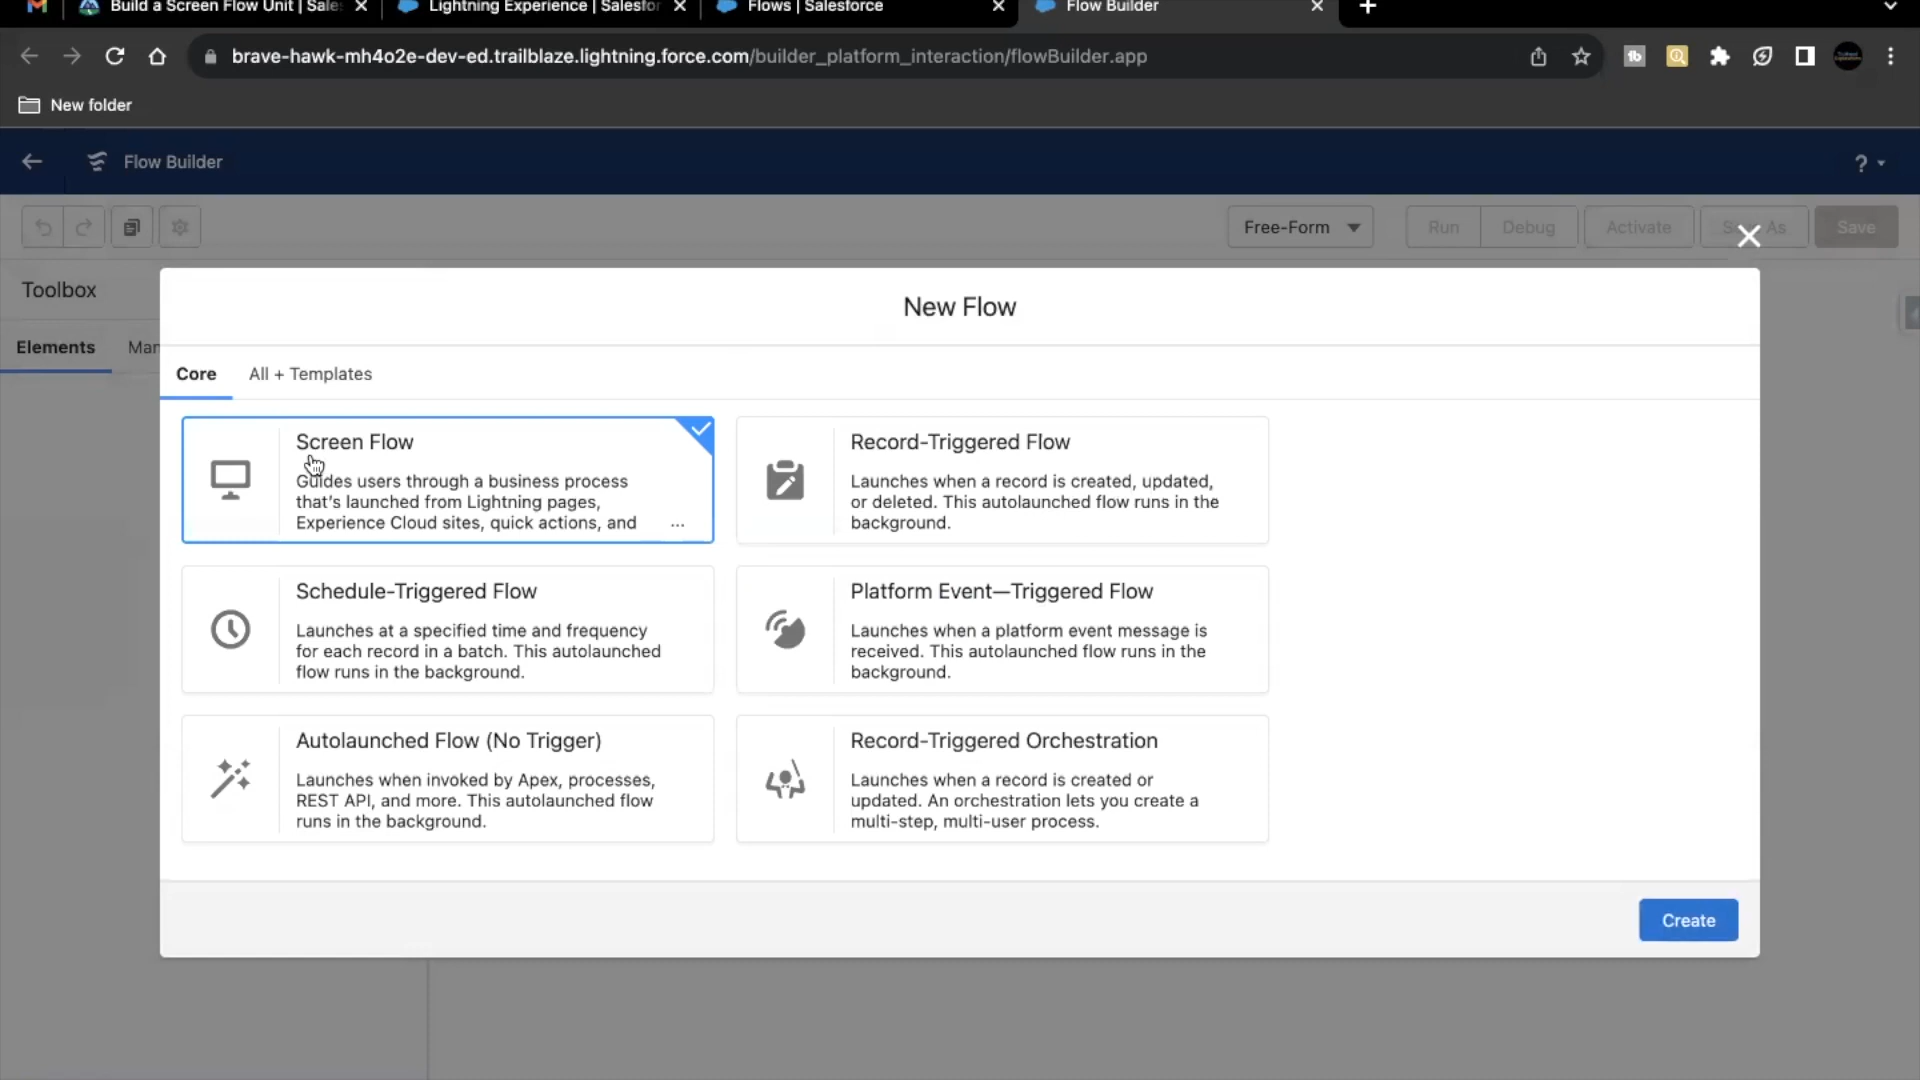 Build a Screen Flow Unit | Sale
Lightning Experience | Salesfor
Flows | Salesforce
Flow Builder
brave-hawk-mh4o2e-dev-ed.trailblaze.lightning.force.com/builder_platform_interaction/flowBuilder.app
New folder
Flow Builder
?
Free-Form
Run
Debug
Activate
As
Save
Toolbox
Elements
Man
New Flow
Core
All + Templates
Screen Flow
Guides users through a business process
that's launched from Lightning pages,
Experience Cloud sites, quick actions, and ...
Record-Triggered Flow
Launches when a record is created, updated,
or deleted. This autolaunched flow runs in the
background.
Schedule-Triggered Flow
Launches at a specified time and frequency
for each record in a batch. This autolaunched
flow runs in the background.
Platform Event—Triggered Flow
Launches when a platform event message is
received. This autolaunched flow runs in the
background.
Autolaunched Flow (No Trigger)
Launches when invoked by Apex, processes,
REST API, and more. This autolaunched flow
runs in the background.
Record-Triggered Orchestration
Launches when a record is created or
updated. An orchestration lets you create a
multi-step, multi-user process.
Create